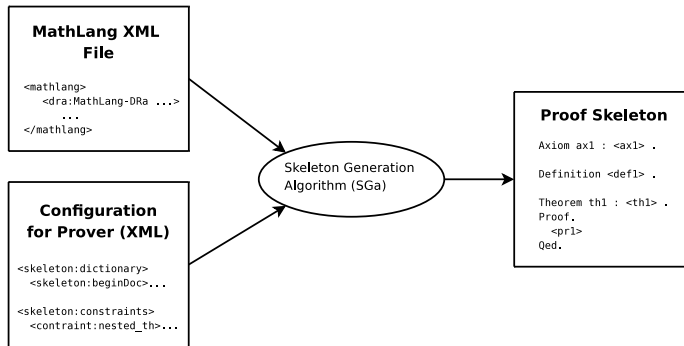 MathLang XML
File
<mathlang>
<dra:MathLang-DRa ...>
...
</mathlang>
Configuration
for Prover (XML)
<skeleton:dictionary>
<skeleton:beginDoc>...
<skeleton:constraints>
<contraint:nested_th>...
Skeleton Generation
Algorithm (SGa)
Proof Skeleton
Axiom ax1 : <ax1> .
Definition <def1> .
Theorem th1 : <th1> .
Proof.
<pr1>
Qed.